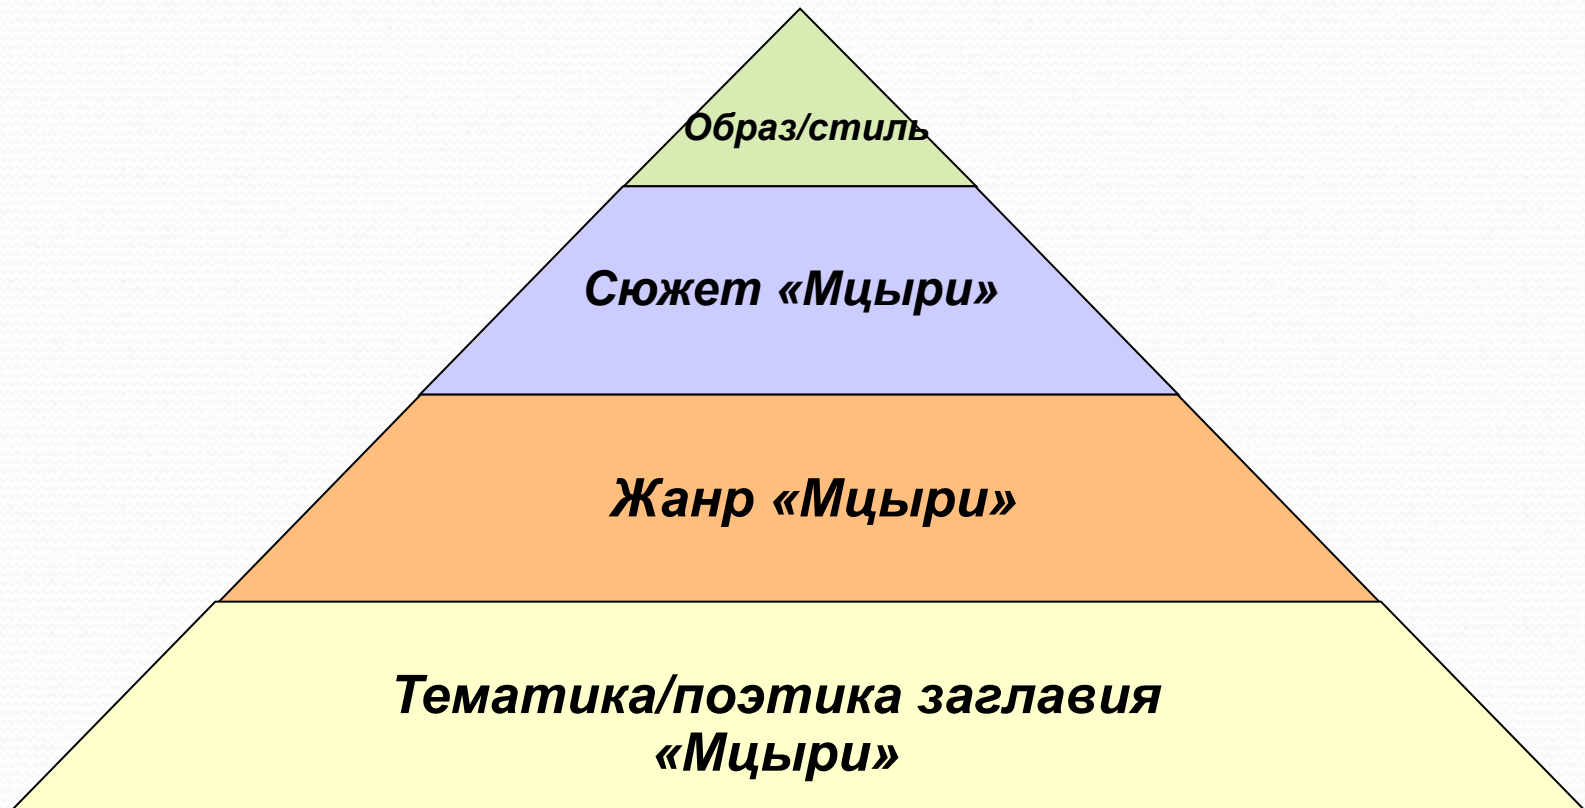 Образ/стиль
Сюжет «Мцыри»
Жанр «Мцыри»
Тематика/поэтика заглавия
«Мцыри»